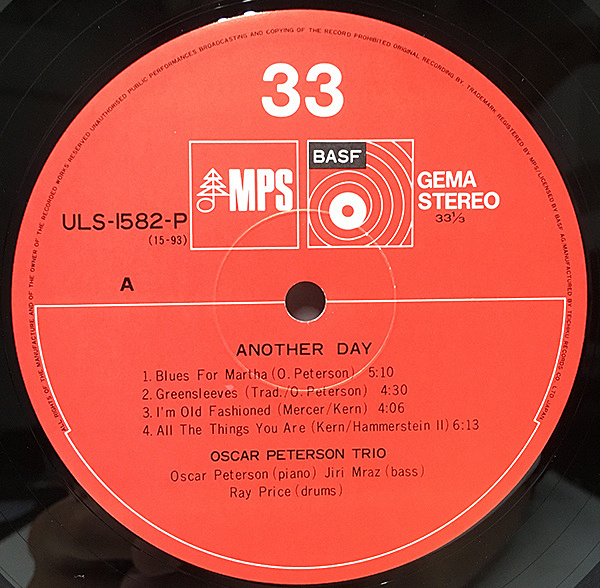 ALL RIGHTS OF THE MANUFACTURE AND OF THE OWNER OF THE RECORDED WORKS RESERVED UNAUTHORISED PUBLIC PERFORMANCES BROADCASTING AND COPYING OF THE RECORD PROHIBITED ORIGINAL RECORDING BY. TRADEMARK REGISTERED BY MPS/LICENSED BY BASF AG·MANUFACTURED BY TEICHIKU RECORDS CO. LTD. JAPAN
33
MPS
BASF
GEMA
STEREO
33⅓
ULS-1582-P
(15-93)
A
ANOTHER DAY
1. Blues For Martha (O. Peterson) 5:10
2. Greensleeves (Trad./O. Peterson) 4:30
3. I'm Old Fashioned (Mercer/Kern) 4:06
4. All The Things You Are (Kern/Hammerstein II) 6:13
OSCAR PETERSON TRIO
Oscar Peterson (piano) Jiri Mraz (bass)
Ray Price (drums)